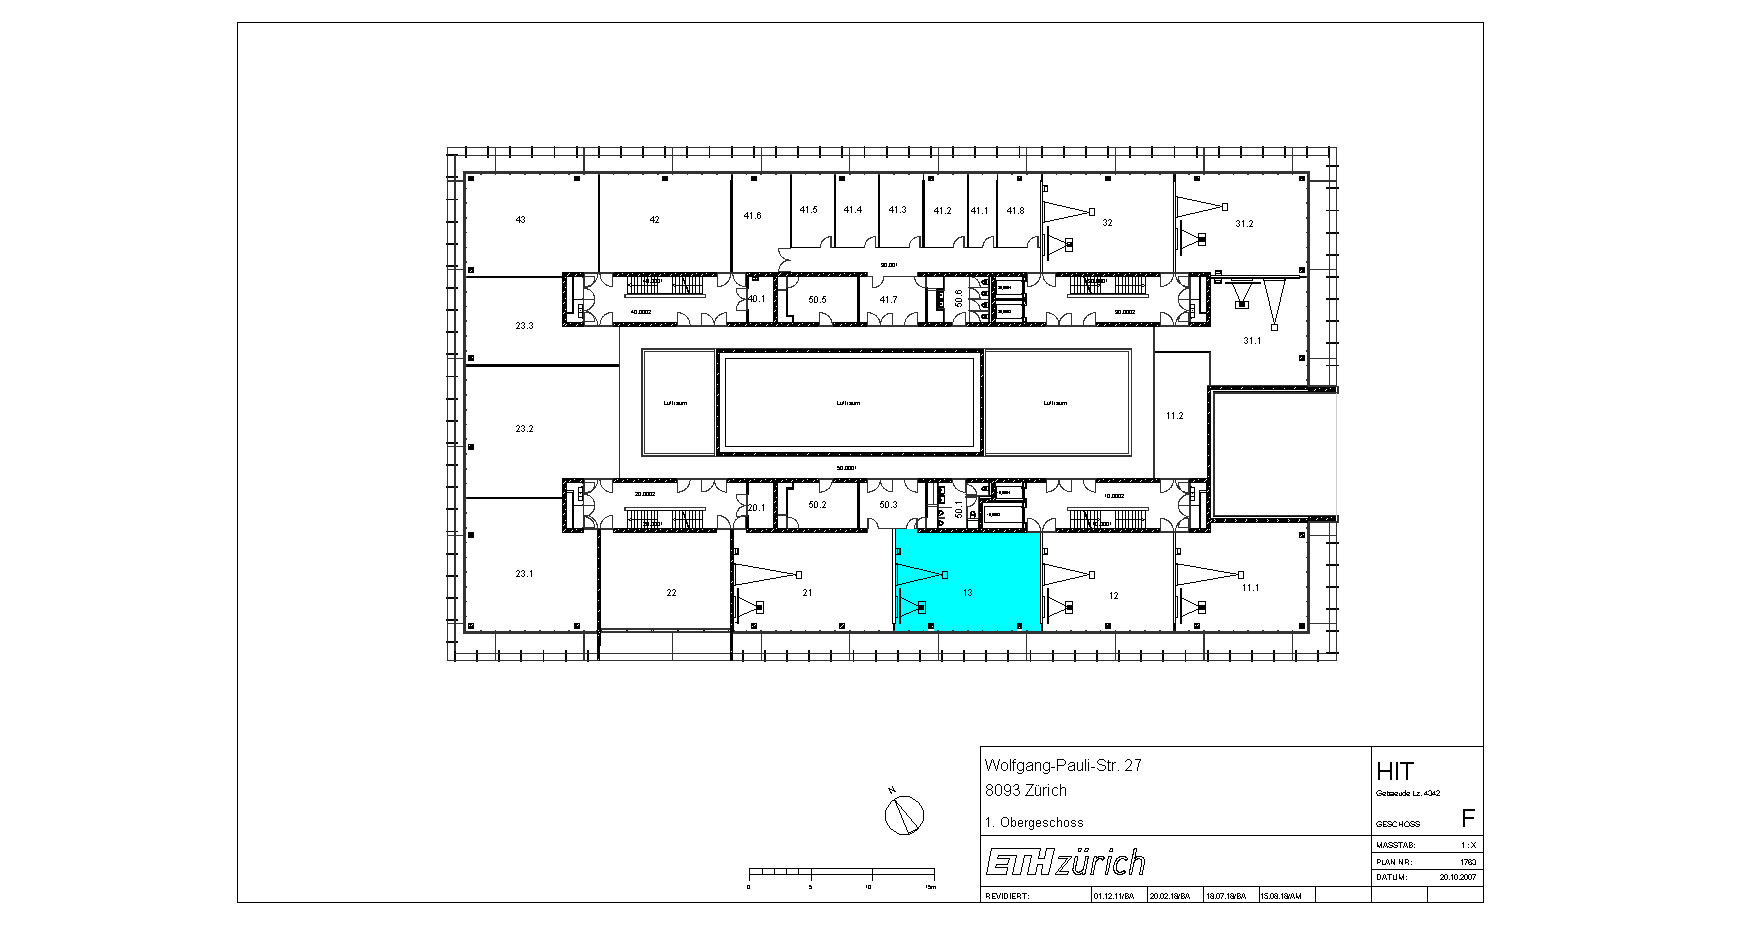 43
42
41.6
41.5
41.4
41.3
41.2
41.1
41.8
32
31.2
30.001
40.0001
40.1
50.5
41.7
50.6
30.0001
40.0002
30.0002
23.3
31.1
Luftraum
Luftraum
Luftraum
11.2
23.2
50.0001
20.0002
10.0002
20.1
50.2
50.3
50.1
20.0001
10.0001
23.1
22
21
13
12
11.1
N
0
5
10
15m
Wolfgang-Pauli-Str. 27
8093 Zürich
1. Obergeschoss
HIT
Gebaeude Lz. 4342
GESCHOSS F
ETH zürich
MASSTAB: 1 : X
PLAN NR: 1763
DATUM: 20.10.2007
REVIDIERT: 01.12.11/BA 20.02.18/BA 18.07.18/BA 15.08.18/AM